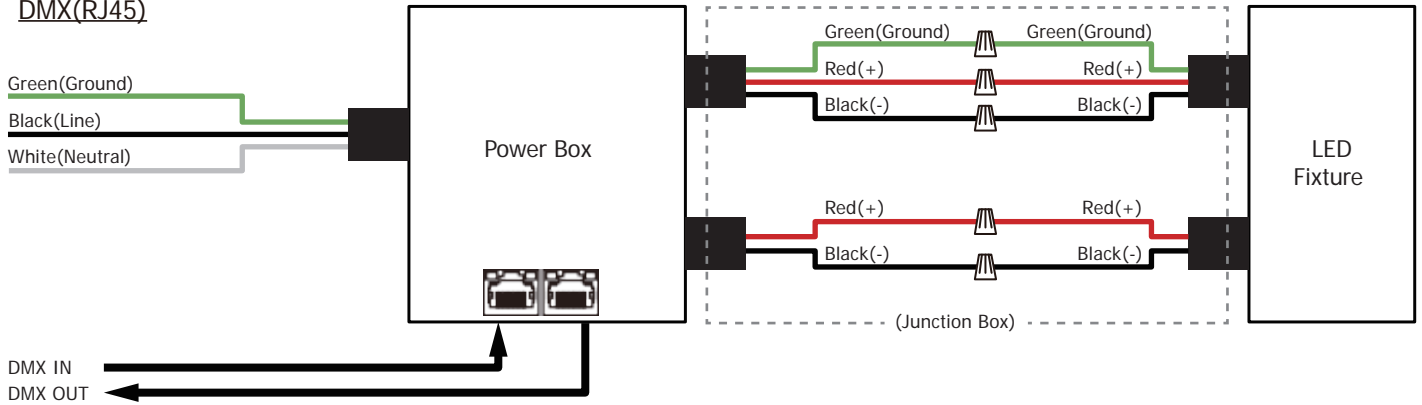 DMX(RJ45)
Green(Ground)
Black(Line)
White(Neutral)
Power Box
Green(Ground) Green(Ground)
Red(+) Red(+)
Black(-) Black(-)
Red(+) Red(+)
Black(-) Black(-)
(Junction Box)
LED
Fixture
DMX IN
DMX OUT